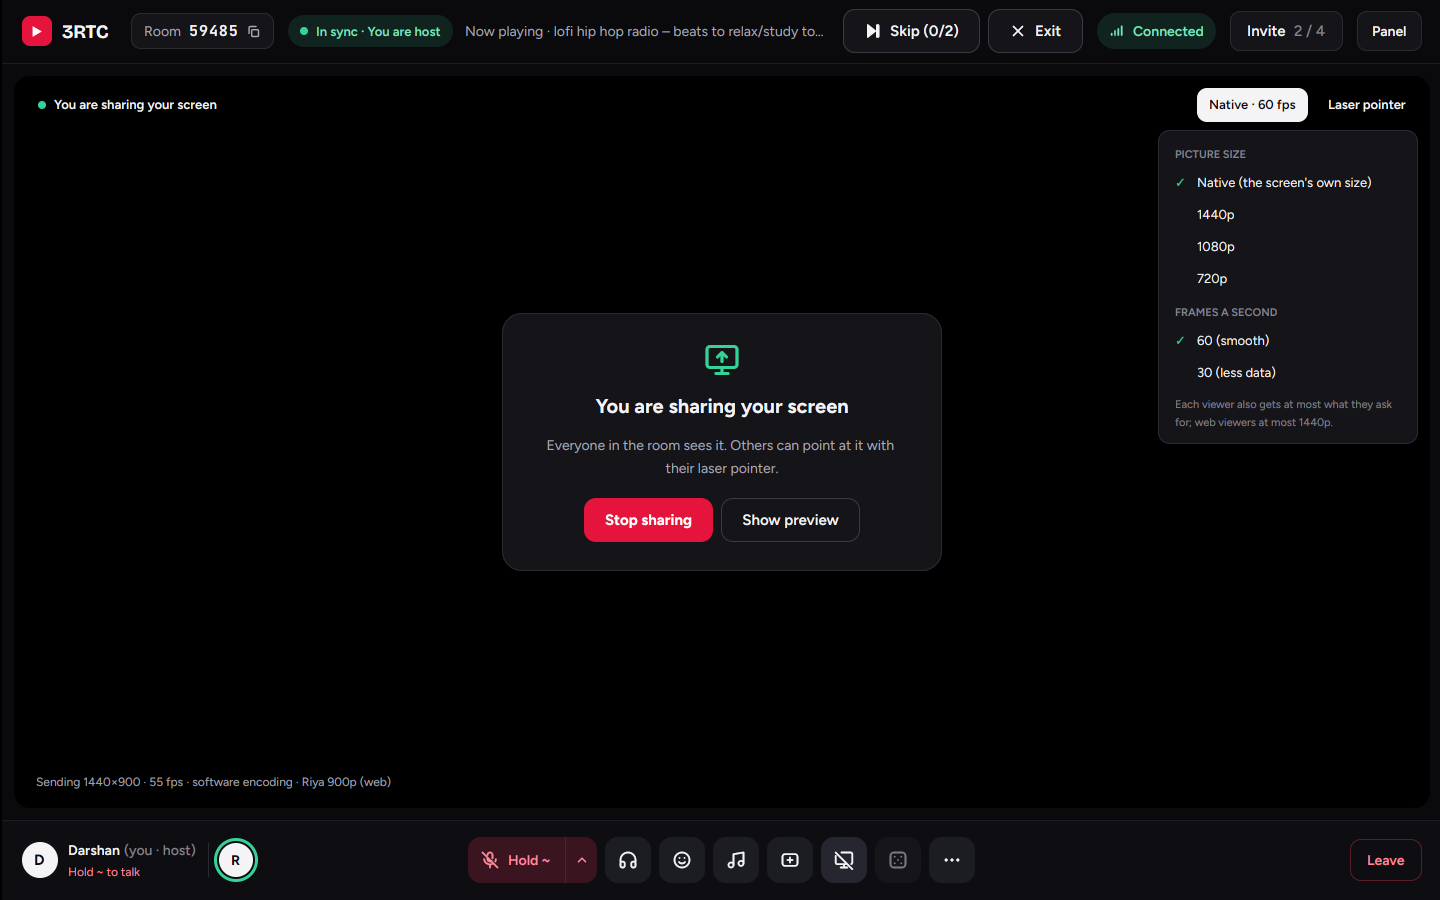 3RTC
Room 59485
In sync · You are host
Now playing · lofi hip hop radio – beats to relax/study to...
Skip (0/2)
Exit
Connected
Invite 2 / 4
Panel
You are sharing your screen
Native · 60 fps
Laser pointer
PICTURE SIZE
✓ Native (the screen's own size)
1440p
1080p
720p
FRAMES A SECOND
✓ 60 (smooth)
30 (less data)
Each viewer also gets at most what they ask
for; web viewers at most 1440p.
You are sharing your screen
Everyone in the room sees it. Others can point at it with
their laser pointer.
Stop sharing
Show preview
Sending 1440×900 · 55 fps · software encoding · Riya 900p (web)
D
Darshan (you · host)
Hold ~ to talk
R
Hold ~
Leave